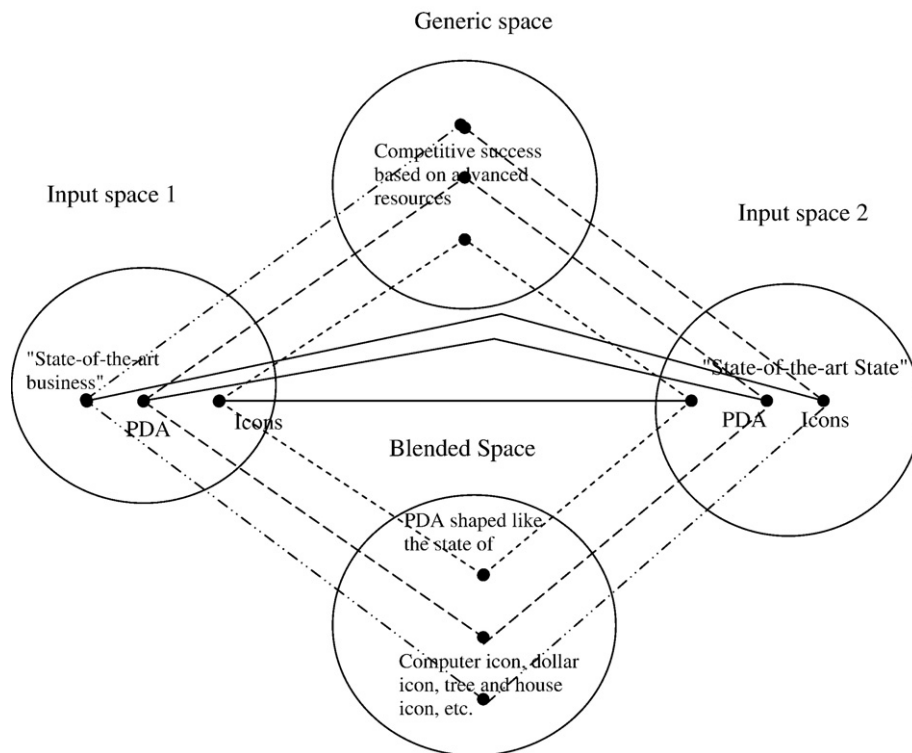 Generic space
Competitive success
based on advanced
resources
Input space 1
Input space 2
"State-of-the-art
business"
PDA
Icons
"State-of-the-art State"
PDA
Icons
Blended Space
PDA shaped like
the state of
Computer icon, dollar
icon, tree and house
icon, etc.